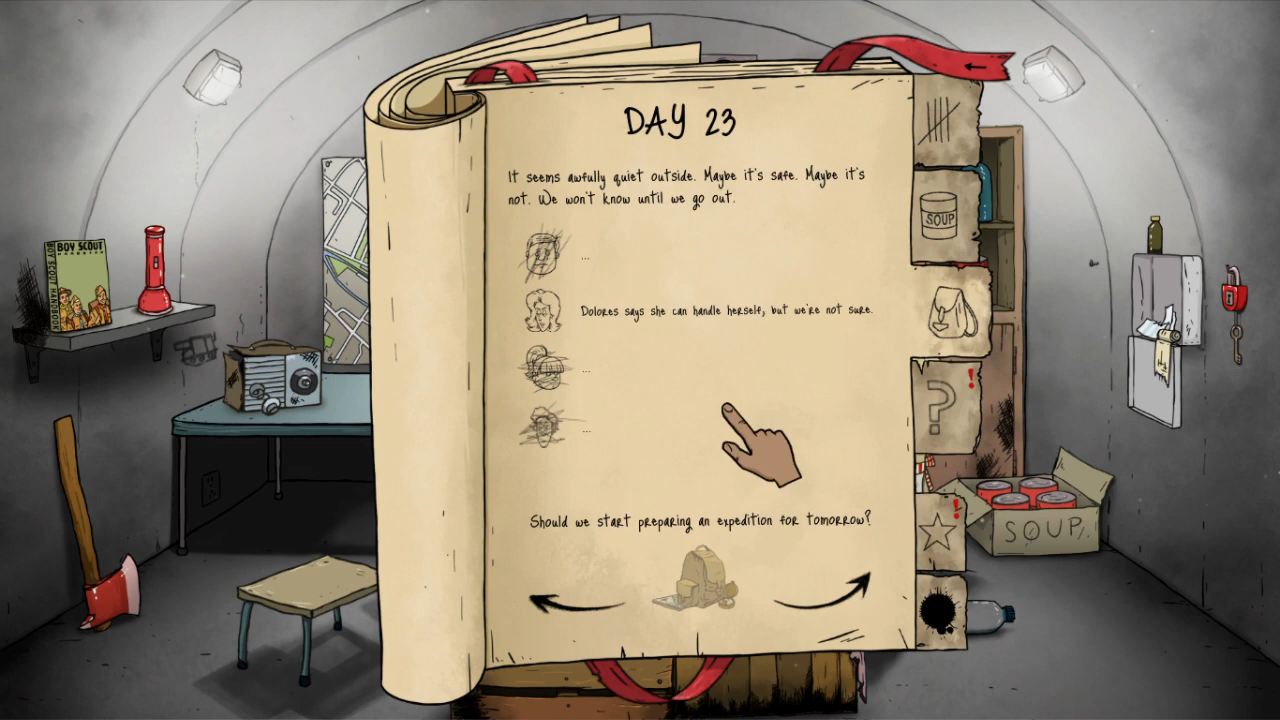 DAY 23
It seems awfully quiet outside. Maybe it's safe. Maybe it's
not. We won't know until we go out.
...
Dolores says she can handle herself, but we're not sure.
...
...
Should we start preparing an expedition for tomorrow?
SOUP
?
!
!
BOY SCOUT
BOY SCOUT HANDBOOK
SOUP